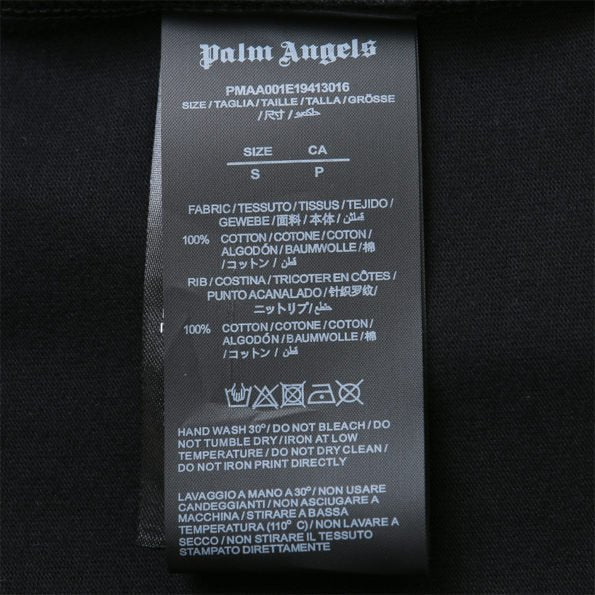 Palm Angels
PMAA001E19413016
SIZE / TAGLIA / TAILLE / TALLA / GRÖSSE
/ 尺寸 /
SIZE CA
S P
FABRIC / TESSUTO / TISSUS / TEJIDO /
GEWEBE / 面料 / 本体 / قطن
100% COTTON / COTONE / COTON /
ALGODÓN / BAUMWOLLE / 棉
/ コットン / قطن
RIB / COSTINA / TRICOTER EN CÔTES /
PUNTO ACANALADO / 针织罗纹/
ニットリブ /
100% COTTON / COTONE / COTON /
ALGODÓN / BAUMWOLLE / 棉
/ コットン / قطن
HAND WASH 30° / DO NOT BLEACH / DO
NOT TUMBLE DRY / IRON AT LOW
TEMPERATURE / DO NOT DRY CLEAN /
DO NOT IRON PRINT DIRECTLY
LAVAGGIO A MANO A 30° / NON USARE
CANDEGGIANTI / NON ASCIUGARE A
MACCHINA / STIRARE A BASSA
TEMPERATURA (110° C) / NON LAVARE A
SECCO / NON STIRARE IL TESSUTO
STAMPATO DIRETTAMENTE